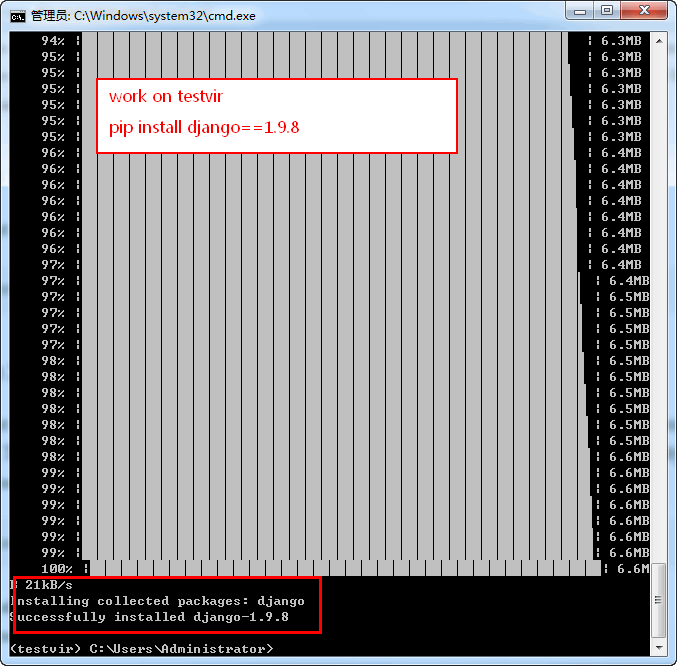 管理员: C:\Windows\system32\cmd.exe
94% | | 6.3MB
95% | | 6.3MB
95% | | 6.3MB
95% | | 6.3MB
95% | | 6.3MB
95% | | 6.3MB
95% | | 6.3MB
work on testvir
pip install django==1.9.8
96% | | 6.4MB
96% | | 6.4MB
96% | | 6.4MB
96% | | 6.4MB
96% | | 6.4MB
96% | | 6.4MB
96% | | 6.4MB
97% | | 6.4MB
97% | | 6.4MB
97% | | 6.5MB
97% | | 6.5MB
97% | | 6.5MB
97% | | 6.5MB
98% | | 6.5MB
98% | | 6.5MB
98% | | 6.5MB
98% | | 6.5MB
98% | | 6.6MB
98% | | 6.6MB
99% | | 6.6MB
99% | | 6.6MB
99% | | 6.6MB
99% | | 6.6MB
99% | | 6.6MB
99% | | 6.6MB
99% | | 6.6MB
100% | | 6.6M
B 21kB/s
Installing collected packages: django
Successfully installed django-1.9.8
(testvir) C:\Users\Administrator>